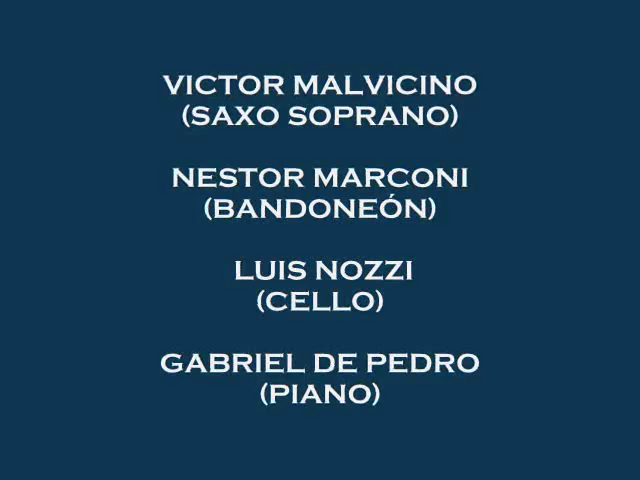 VICTOR MALVICINO
(SAXO SOPRANO)
NESTOR MARCONI
(BANDONEÓN)
LUIS NOZZI
(CELLO)
GABRIEL DE PEDRO
(PIANO)